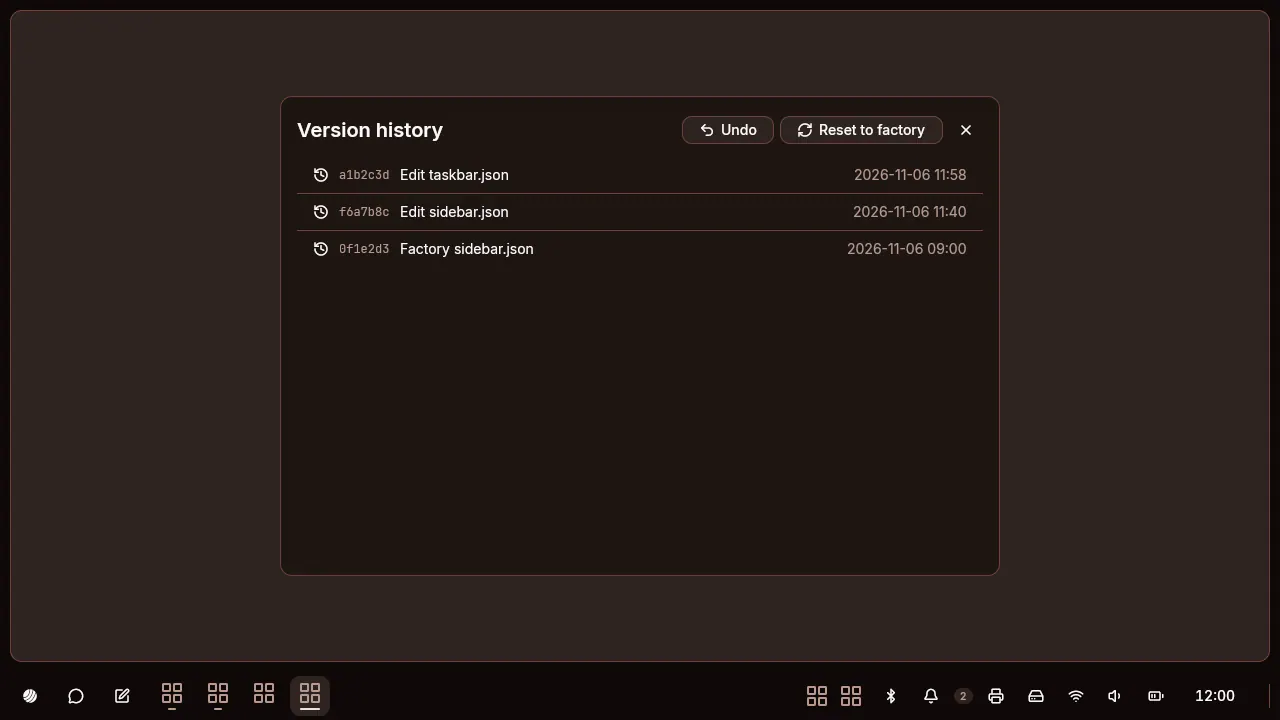 Version history Undo Reset to factory
a1b2c3d Edit taskbar.json 2026-11-06 11:58
f6a7b8c Edit sidebar.json 2026-11-06 11:40
0f1e2d3 Factory sidebar.json 2026-11-06 09:00
2 12:00